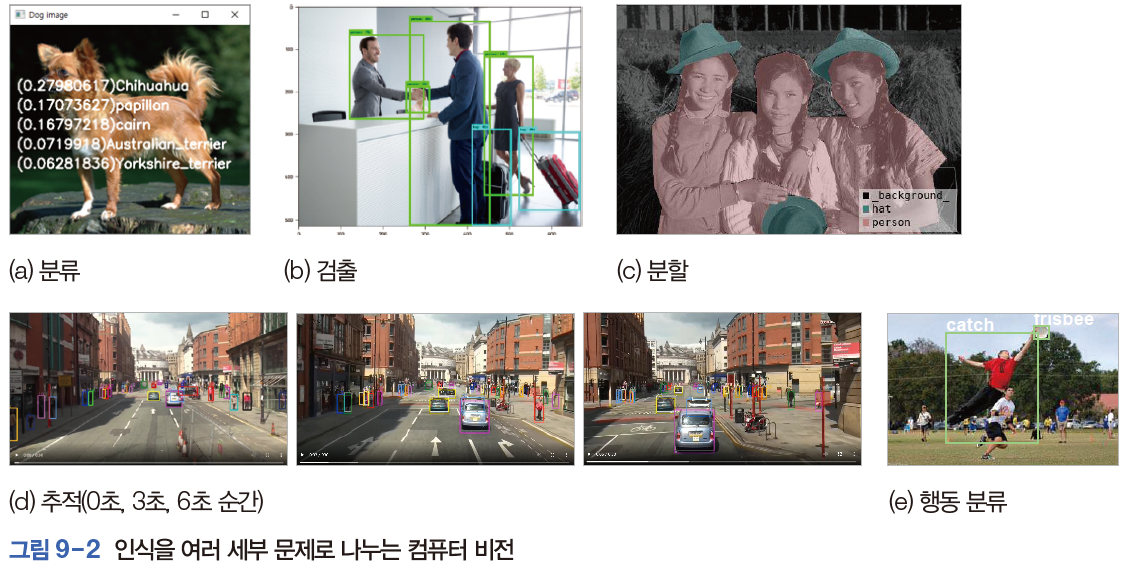 Dog image
(0.27980617)Chihuahua
(0.17073627)papillon
(0.16797218)cairn
(0.0719918)Australian_terrier
(0.06281836)Yorkshire_terrier
_background_
hat
person
(a) 분류
(b) 검출
(c) 분할
catch
frisbee
(d) 추적(0초, 3초, 6초 순간)
(e) 행동 분류
그림 9-2 인식을 여러 세부 문제로 나누는 컴퓨터 비전